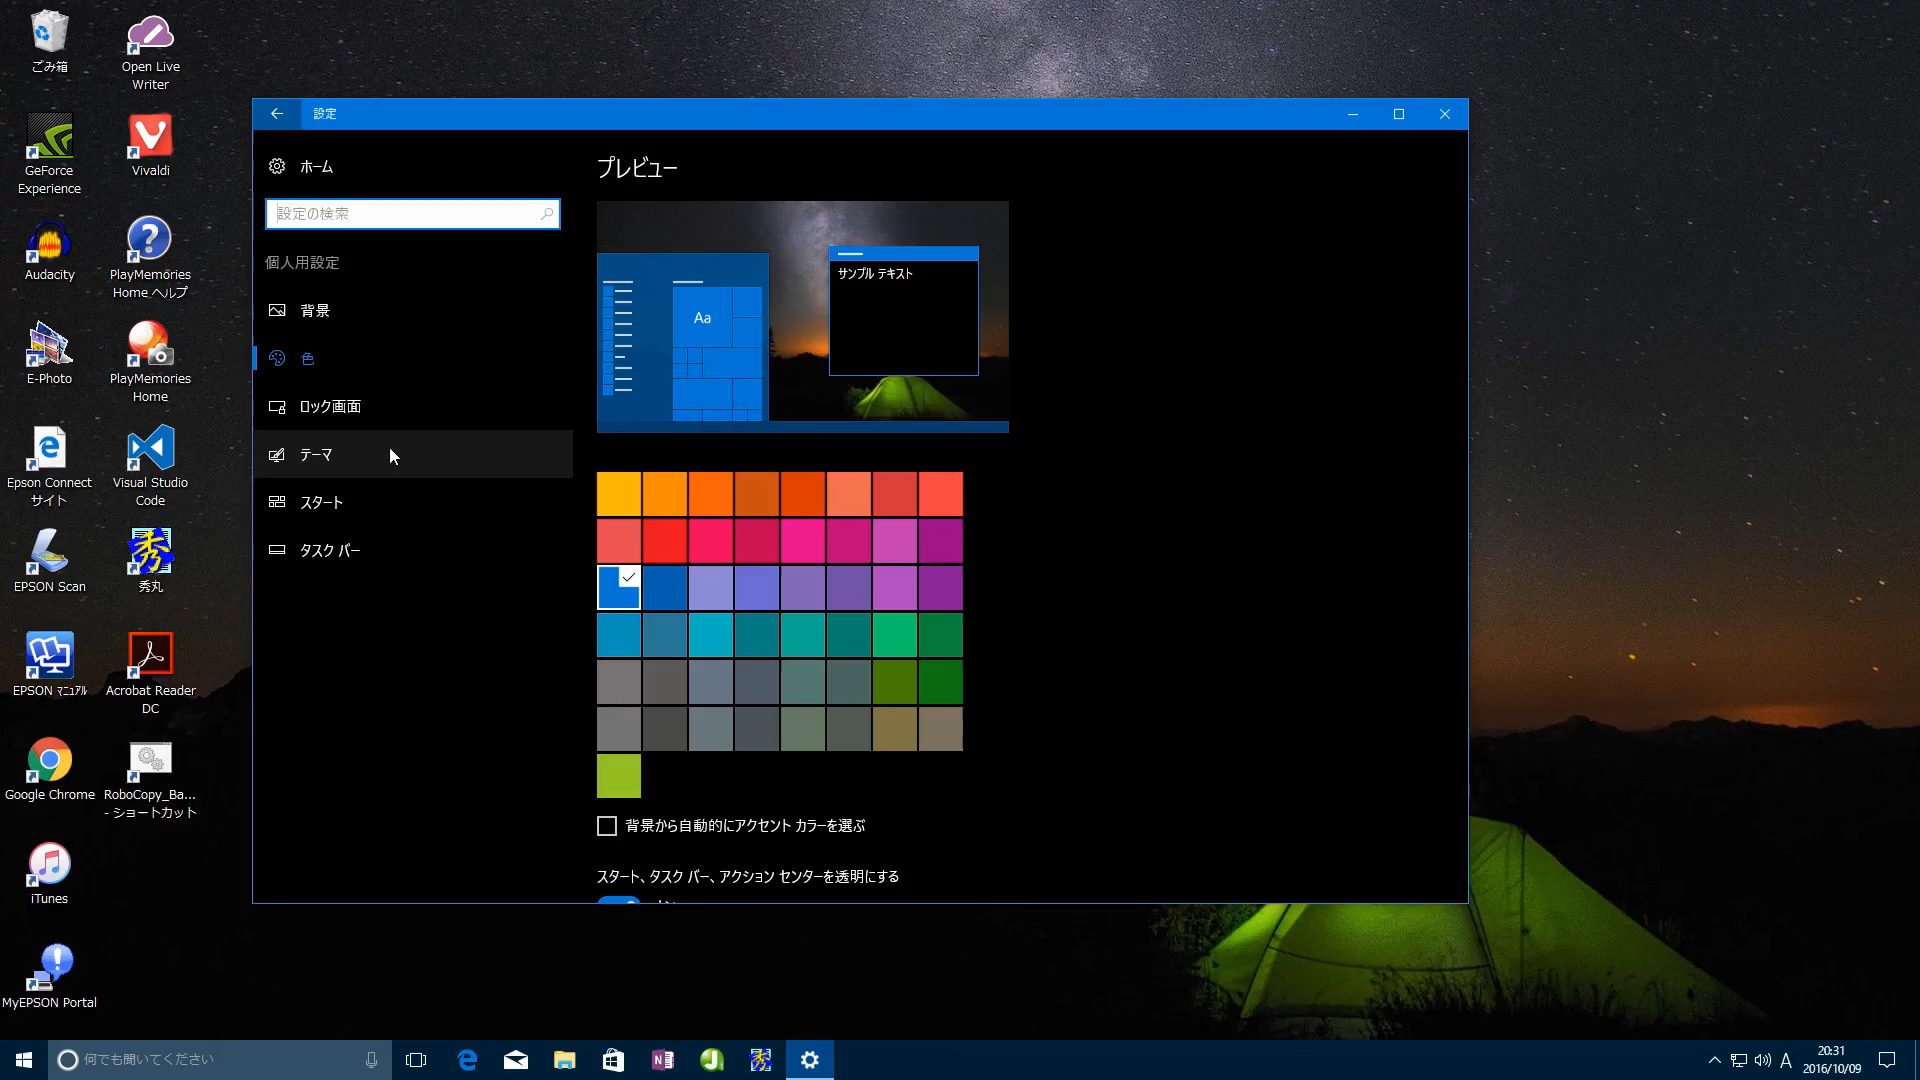 ごみ箱
Open Live
Writer
GeForce
Experience
Vivaldi
Audacity
PlayMemories
Home ヘルプ
E-Photo
PlayMemories
Home
Epson Connect
サイト
Visual Studio
Code
EPSON Scan
秀丸
EPSON ﾏﾆｭｱﾙ
Acrobat Reader
DC
Google Chrome
RoboCopy_Ba...
- ショートカット
iTunes
MyEPSON Portal
設定
ホーム
設定の検索
個人用設定
背景
色
ロック画面
テーマ
スタート
タスク バー
プレビュー
Aa
サンプル テキスト
背景から自動的にアクセント カラーを選ぶ
スタート、タスク バー、アクション センターを透明にする
何でも聞いてください
A
20:31
2016/10/09